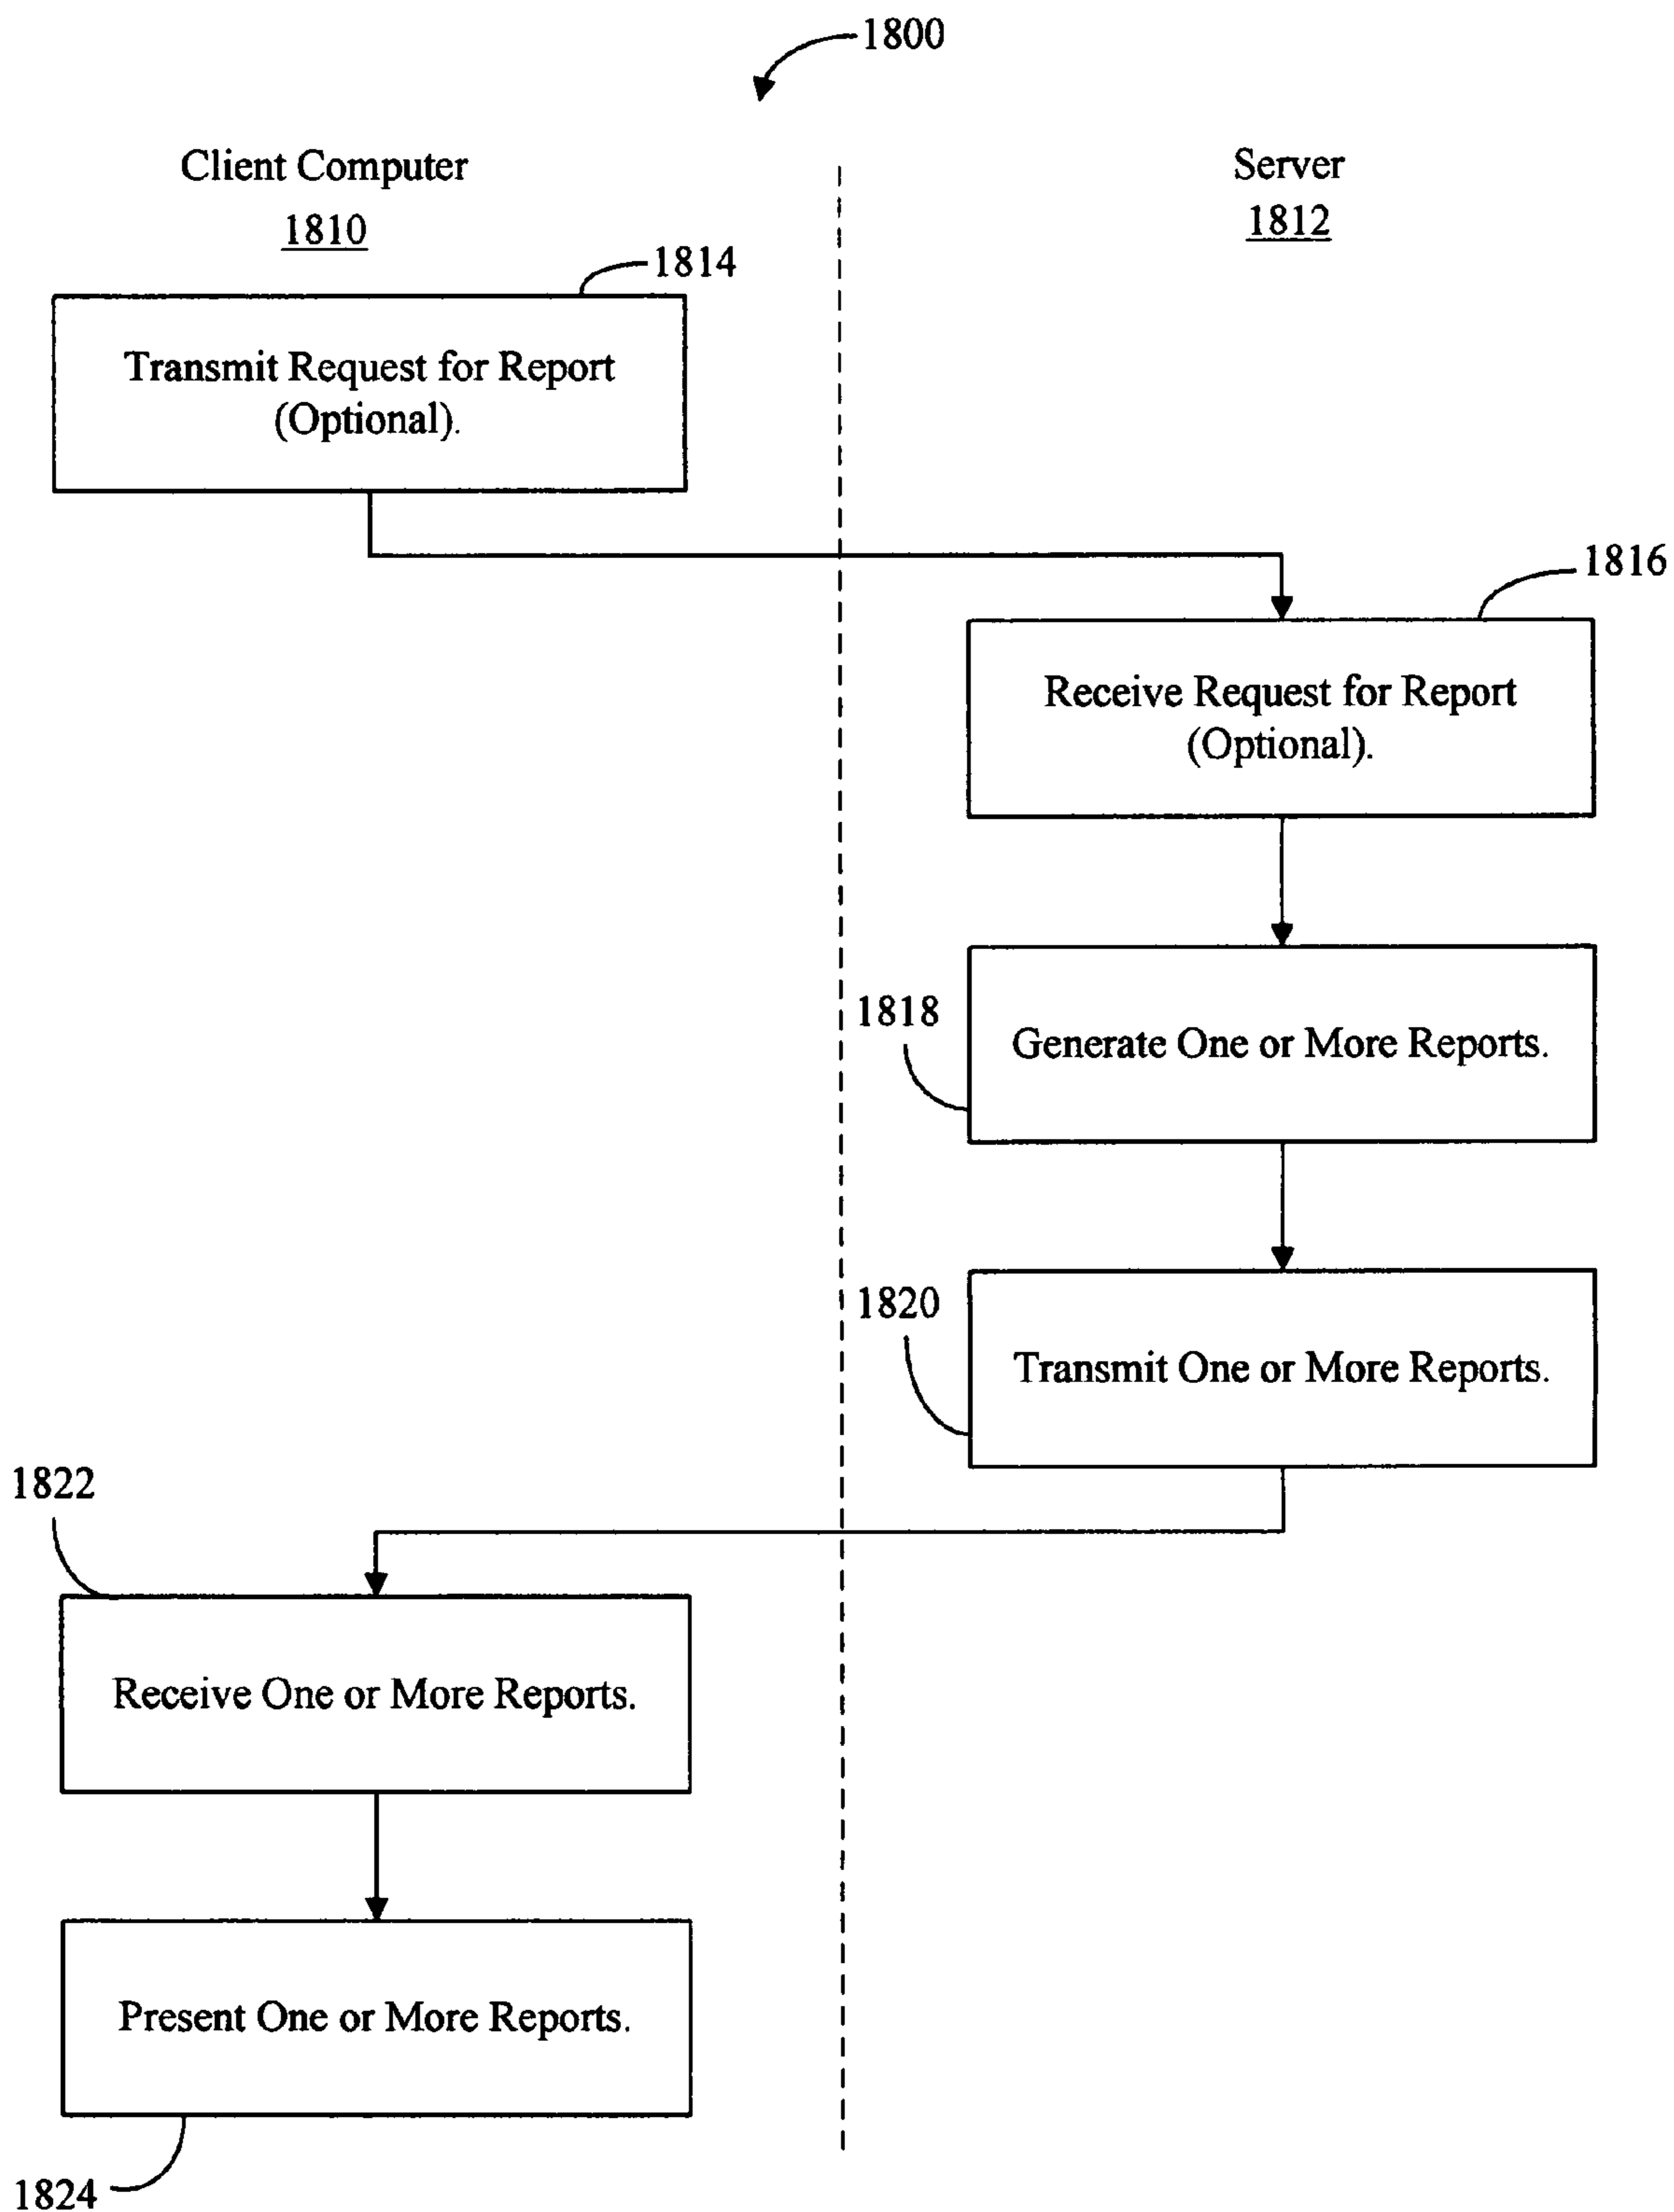 1800
Client Computer
1810
Server
1812
1814
Transmit Request for Report
(Optional).
1816
Receive Request for Report
(Optional).
1818
Generate One or More Reports.
1820
Transmit One or More Reports.
1822
Receive One or More Reports.
Present One or More Reports.
1824